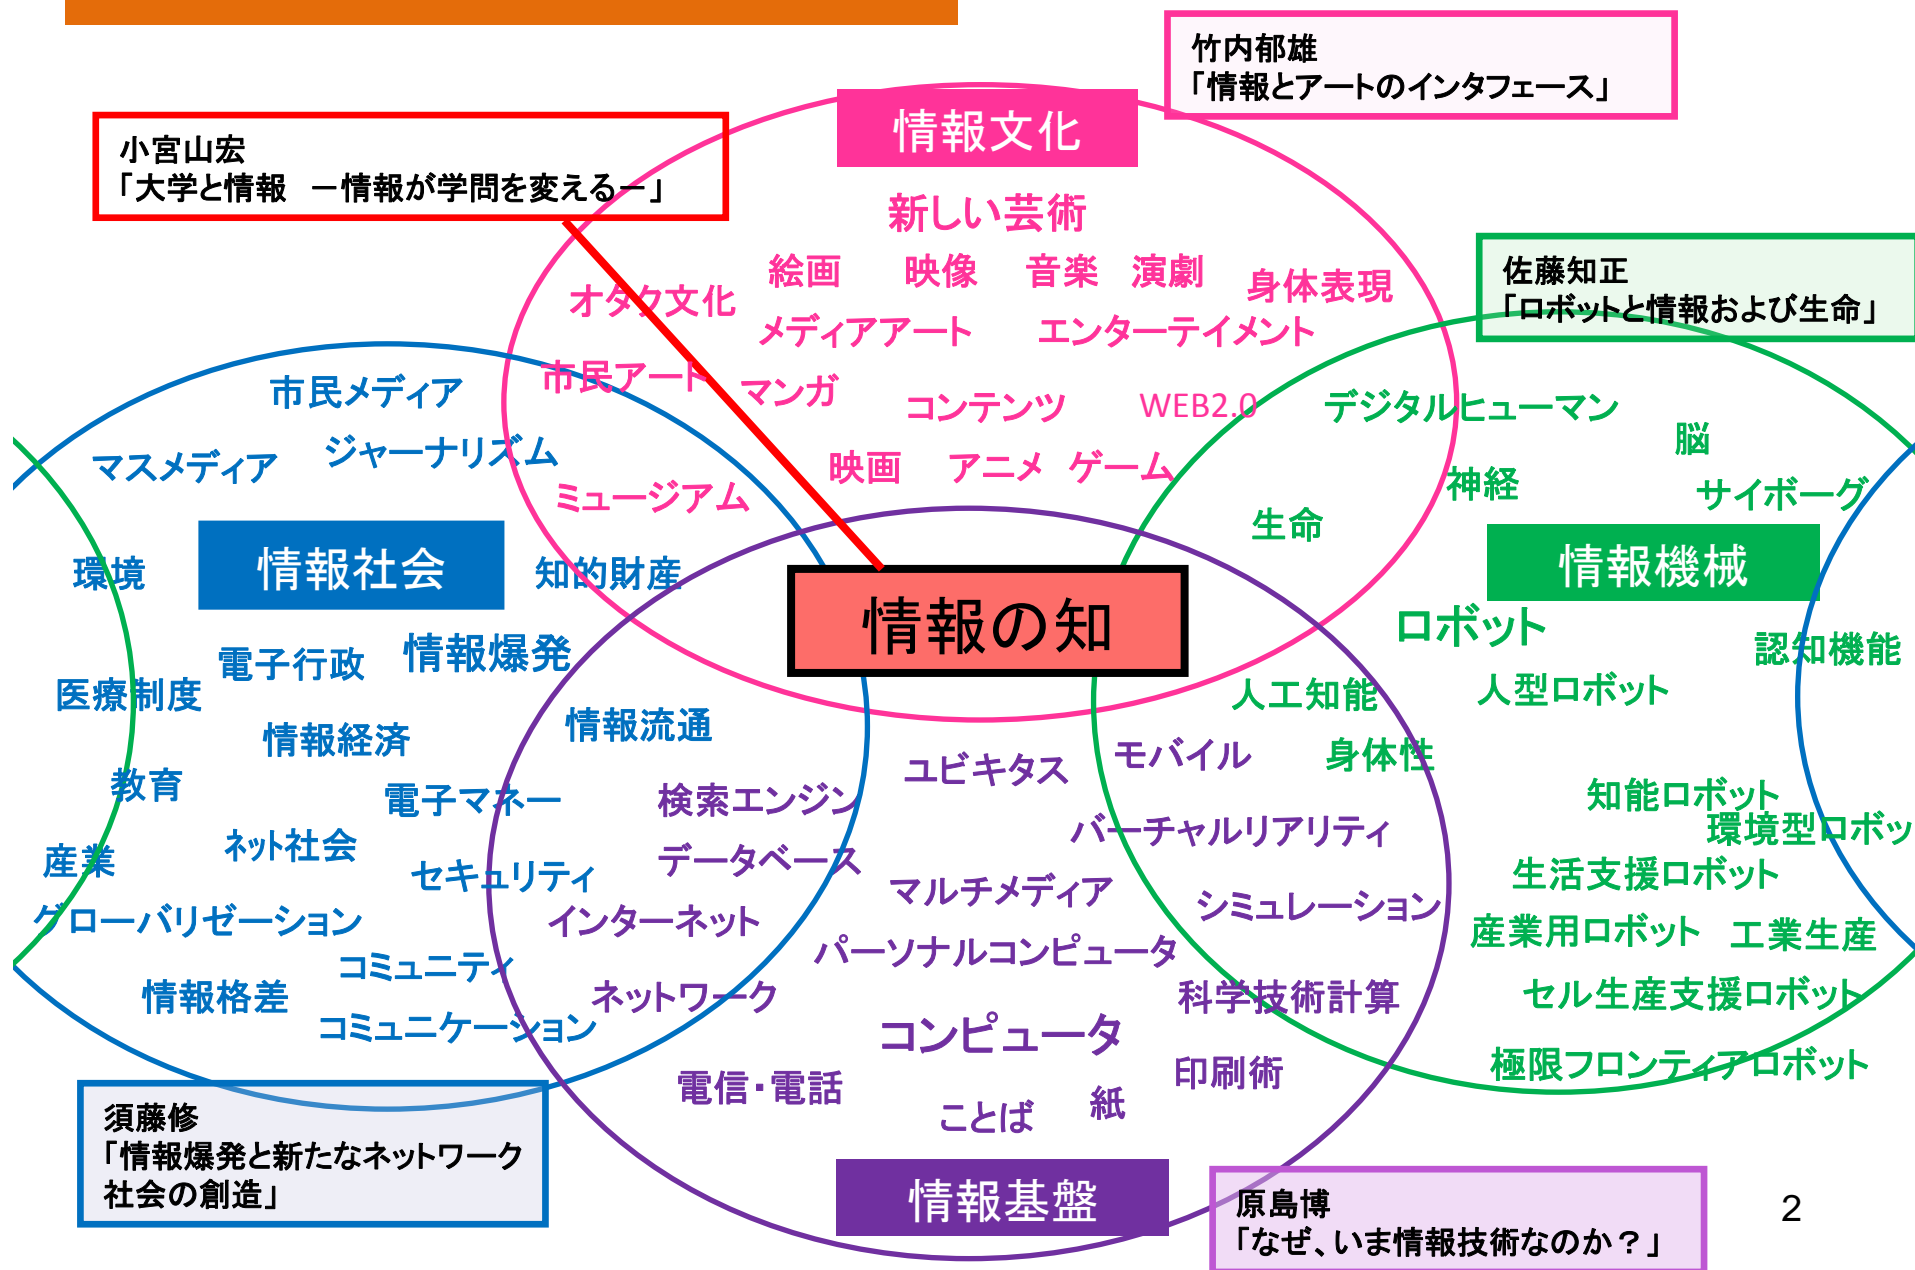 竹内郁雄
「情報とアートのインタフェース」
小宮山宏
「大学と情報　－情報が学問を変える－」
情報文化
新しい芸術
絵画 映像 音楽 演劇 身体表現
オタク文化
メディアアート エンターテイメント
佐藤知正
「ロボットと情報および生命」
市民アート マンガ コンテンツ WEB2.0
映画 アニメ ゲーム
ミュージアム
市民メディア
マスメディア ジャーナリズム
環境 情報社会 知的財産
電子行政 情報爆発
医療制度
情報経済 情報流通
教育 電子マネー
産業 ネット社会 セキュリティ
グローバリゼーション
コミュニティ
情報格差
コミュニケーション
情報の知
デジタルヒューマン
脳
神経 サイボーグ
生命
情報機械
ロボット 認知機能
人工知能 人型ロボット
身体性
知能ロボット
環境型ロボッ
生活支援ロボット
産業用ロボット 工業生産
セル生産支援ロボット
極限フロンティアロボット
ユビキタス モバイル
検索エンジン バーチャルリアリティ
データベース
マルチメディア シミュレーション
インターネット
パーソナルコンピュータ
ネットワーク 科学技術計算
コンピュータ
電信・電話 印刷術
ことば 紙
情報基盤
須藤修
「情報爆発と新たなネットワーク
社会の創造」
原島博
「なぜ、いま情報技術なのか？」
2